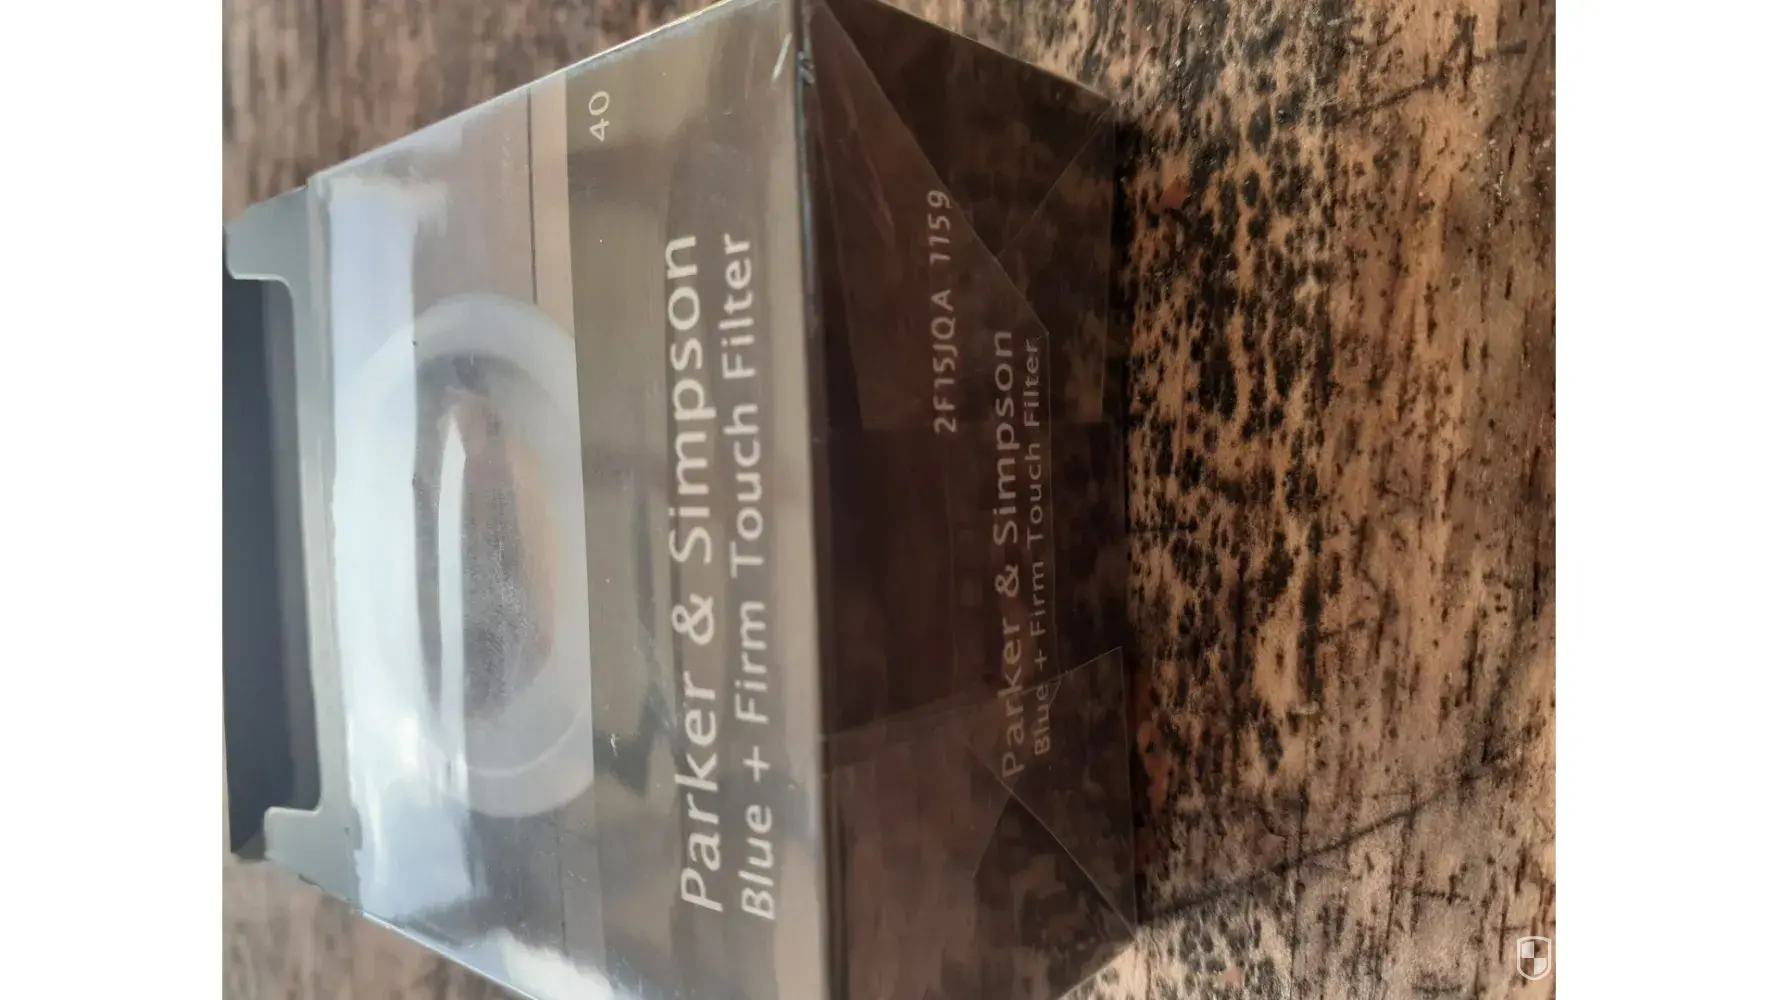 40
Parker & Simpson
Blue + Firm Touch Filter
2F15JQA 1159
Parker & Simpson
Blue + Firm Touch Filter